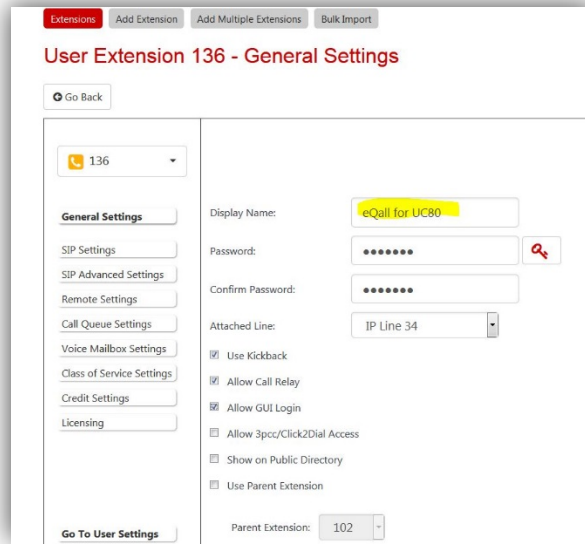 Extensions Add Extension Add Multiple Extensions Bulk Import
User Extension 136 - General Settings
Go Back
136
General Settings
SIP Settings
SIP Advanced Settings
Remote Settings
Call Queue Settings
Voice Mailbox Settings
Class of Service Settings
Credit Settings
Licensing
Go To User Settings
Display Name: eQall for UC80
Password: •••••••
Confirm Password: •••••••
Attached Line: IP Line 34
Use Kickback
Allow Call Relay
Allow GUI Login
Allow 3pcc/Click2Dial Access
Show on Public Directory
Use Parent Extension
Parent Extension: 102